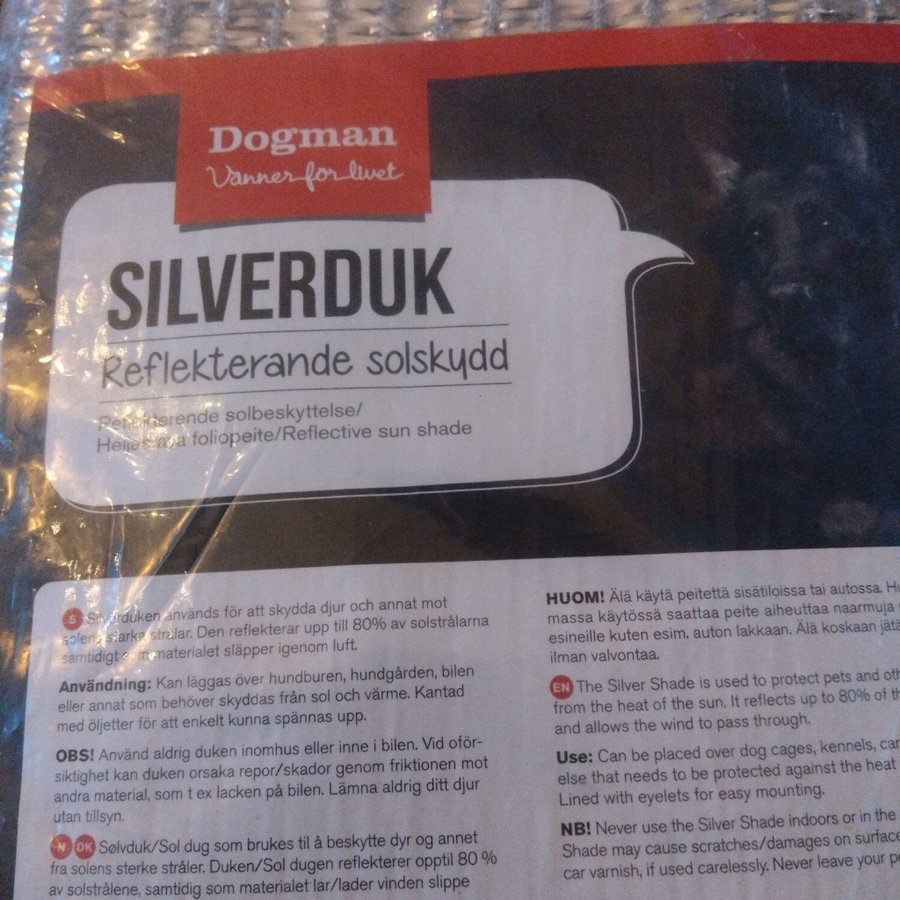 Dogman
Vänner för livet
SILVERDUK
Reflekterande solskydd
solbeskyttelse/
foliopeite/Reflective sun shade
S Silverduken används för att skydda djur och annat mot
solens starka strålar. Den reflekterar upp till 80% av solstrålarna
samtidigt som materialet släpper igenom luft.
Användning: Kan läggas över hundburen, hundgården, bilen
eller annat som behöver skyddas från sol och värme. Kantad
med öljetter för att enkelt kunna spännas upp.
OBS! Använd aldrig duken inomhus eller inne i bilen. Vid oför-
siktighet kan duken orsaka repor/skador genom friktionen mot
andra material, som t ex lacken på bilen. Lämna aldrig ditt djur
utan tillsyn.
N DK Sølvduk/Sol dug som brukes til å beskytte dyr og annet
fra solens sterke stråler. Duken/Sol dugen reflekterer opptil 80 %
av solstrålene, samtidig som materialet lar/lader vinden slippe
HUOM! Älä käytä peitettä sisätiloissa tai autossa.
massa käytössä saattaa peite aiheuttaa naarmuja
esineille kuten esim. auton lakkaan. Älä koskaan jätä
ilman valvontaa.
EN The Silver Shade is used to protect pets and
from the heat of the sun. It reflects up to 80% of
and allows the wind to pass through.
Use: Can be placed over dog cages, kennels,
else that needs to be protected against the heat
Lined with eyelets for easy mounting.
NB! Never use the Silver Shade indoors or in the
Shade may cause scratches/damages on
car varnish, if used carelessly. Never leave your